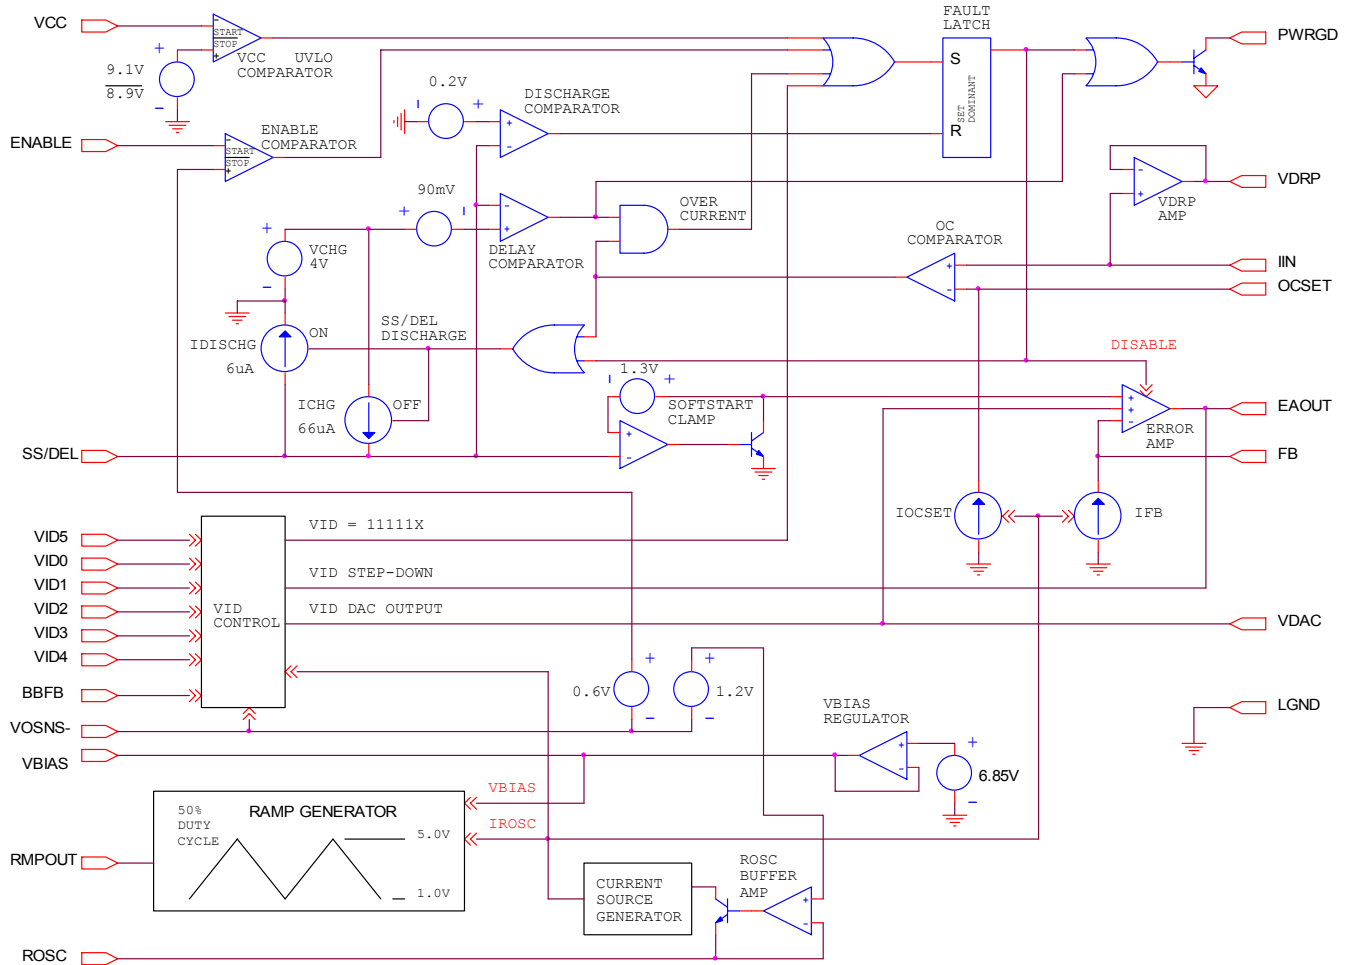 VCC
START
STOP
VCC UVLO
COMPARATOR
9.1V
8.9V
FAULT
LATCH
S
SET
DOMINANT
R
PWRGD
0.2V
DISCHARGE
COMPARATOR
ENABLE
START
STOP
ENABLE
COMPARATOR
90mV
DELAY
COMPARATOR
OVER
CURRENT
VDRP
AMP
VDRP
OC
COMPARATOR
IIN
OCSET
VCHG
4V
IDISCHG
6uA
ON
SS/DEL
DISCHARGE
ICHG
66uA
OFF
1.3V
SOFTSTART
CLAMP
DISABLE
ERROR
AMP
EAOUT
FB
SS/DEL
IOCSET
IFB
VID5
VID0
VID1
VID2
VID3
VID4
BBFB
VOSNS-
VBIAS
VID
CONTROL
VID = 11111X
VID STEP-DOWN
VID DAC OUTPUT
VDAC
0.6V
1.2V
VBIAS
REGULATOR
6.85V
LGND
VBIAS
IROSC
50%
DUTY
CYCLE
RAMP GENERATOR
5.0V
1.0V
RMPOUT
CURRENT
SOURCE
GENERATOR
ROSC
BUFFER
AMP
ROSC